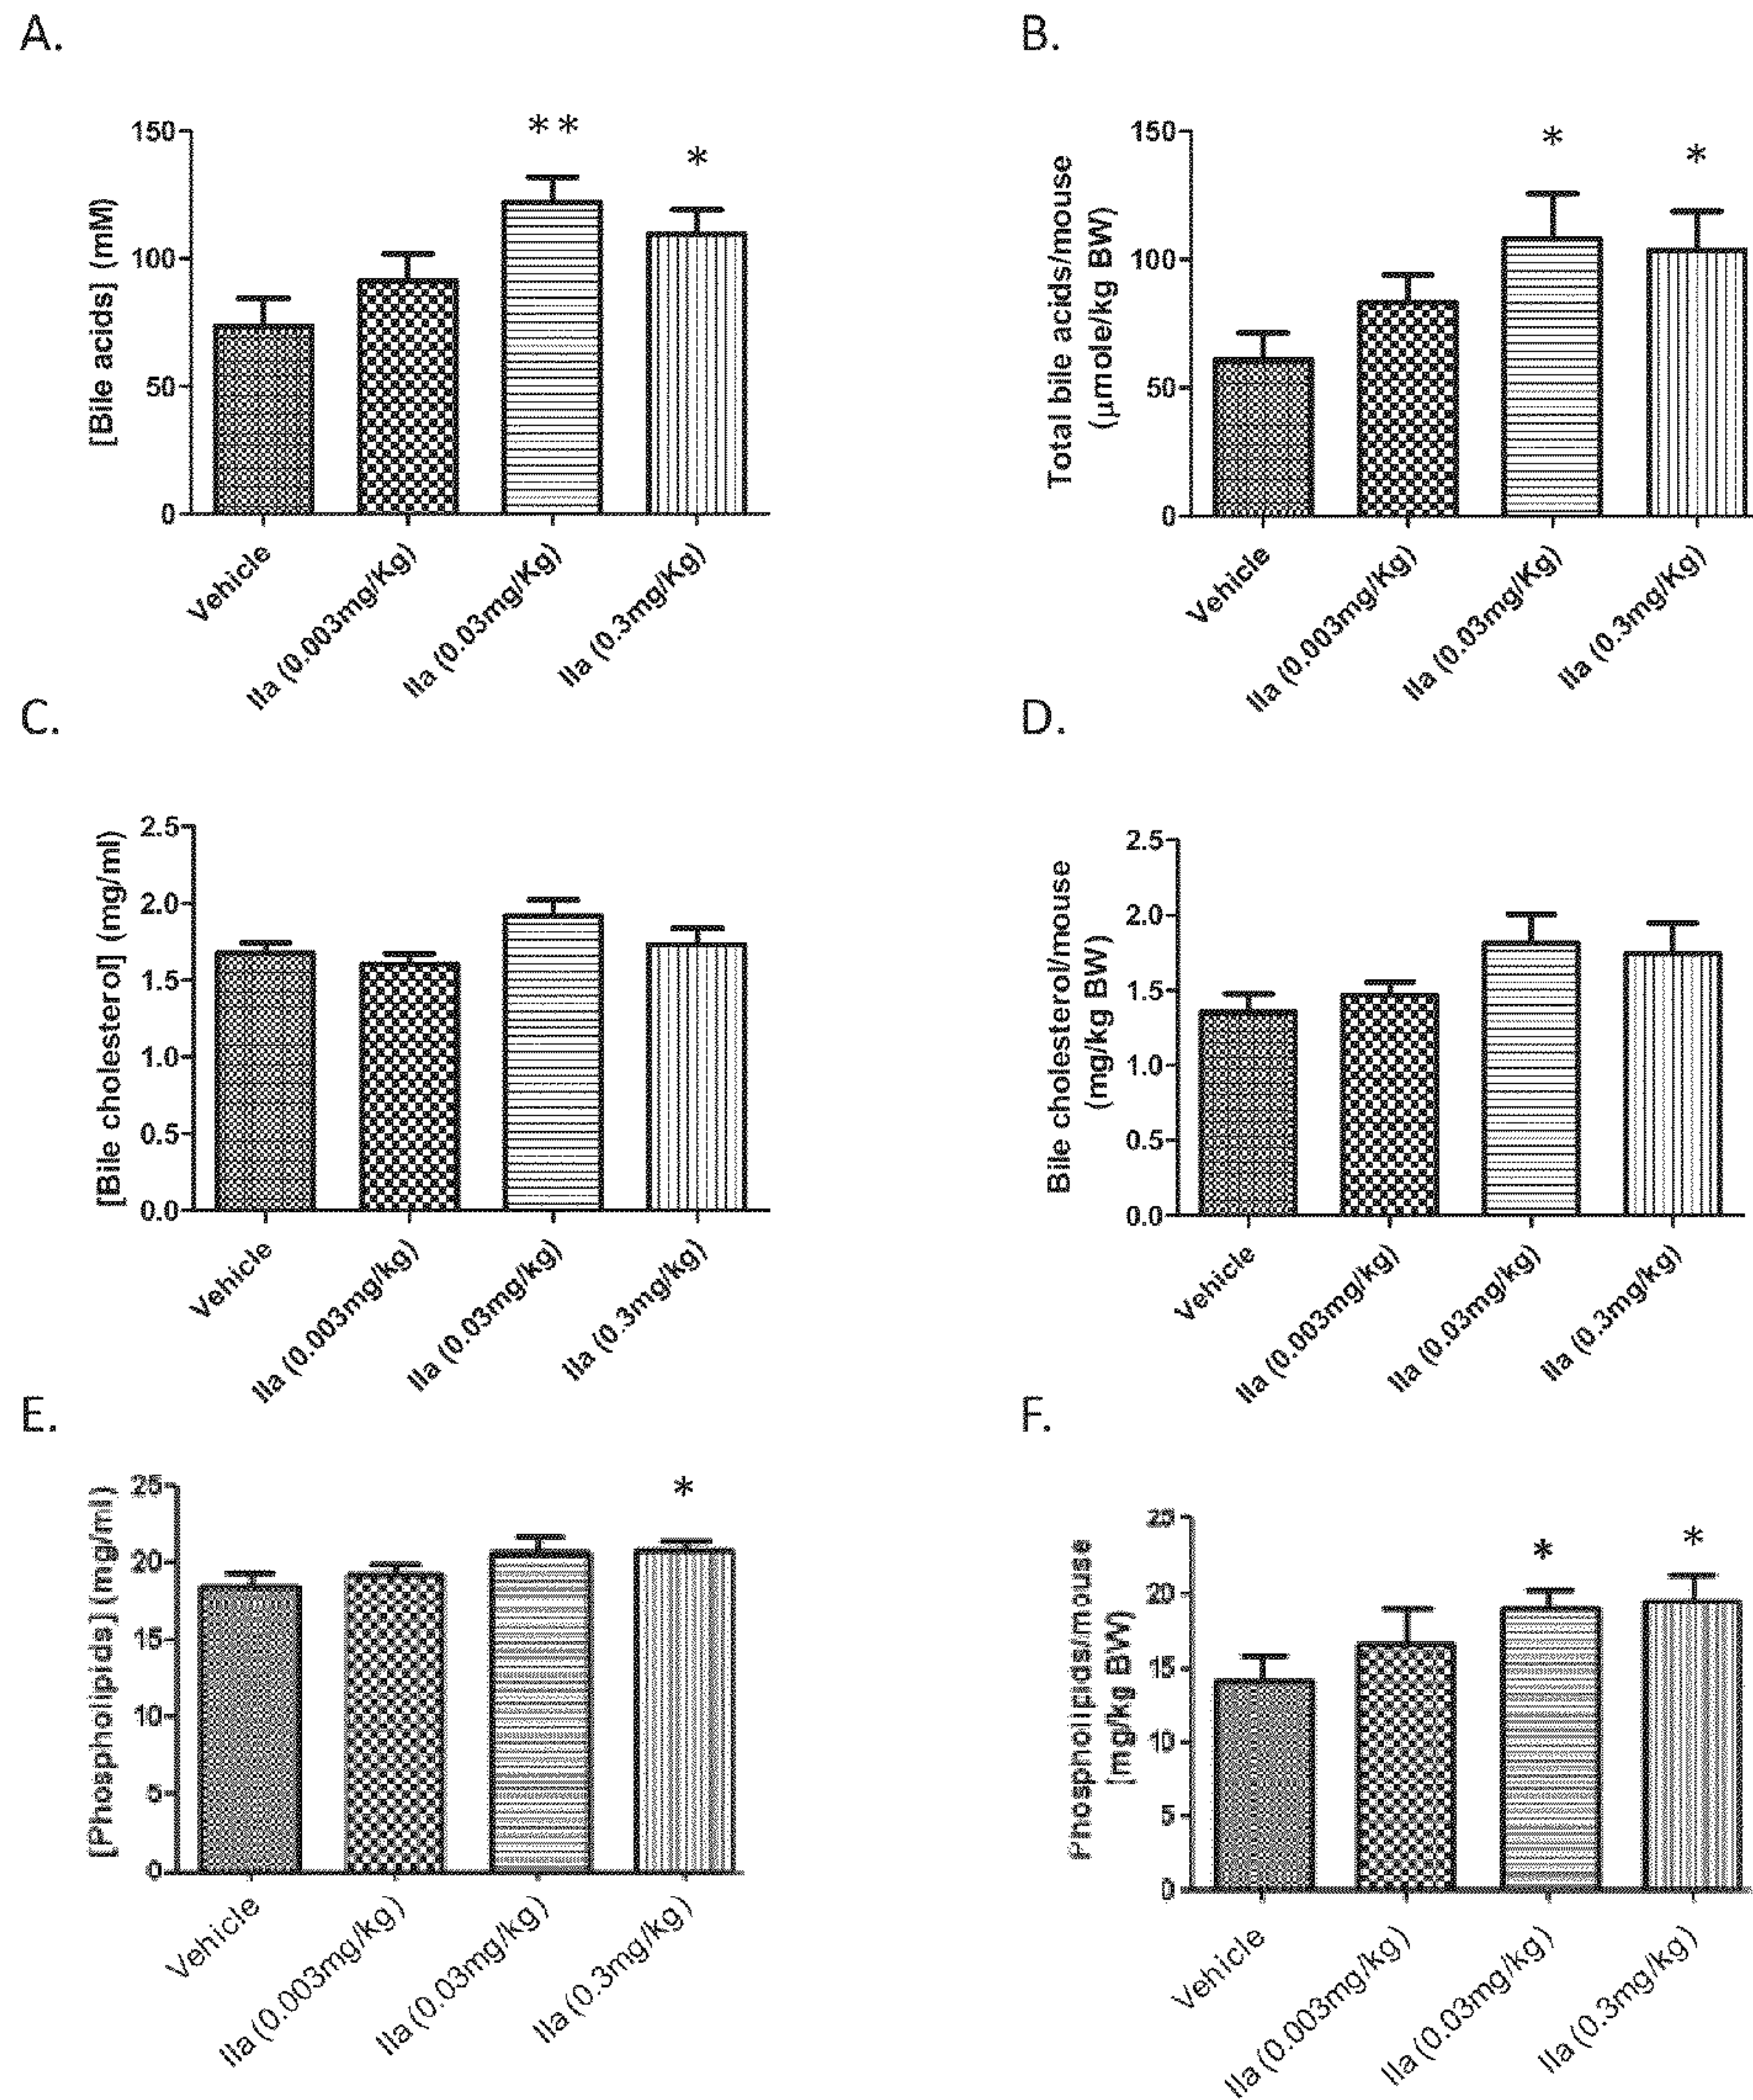 A.
[Bile acids] (mM)
150
**
*
100
50
0
Vehicle
IIa (0.003mg/Kg)
IIa (0.03mg/Kg)
IIa (0.3mg/Kg)
B.
Total bile acids/mouse
(µmole/kg BW)
150
*
*
100
50
0
Vehicle
IIa (0.003mg/Kg)
IIa (0.03mg/Kg)
IIa (0.3mg/Kg)
C.
[Bile cholesterol] (mg/ml)
2.5
2.0
1.5
1.0
0.5
0.0
Vehicle
IIa (0.003mg/kg)
IIa (0.03mg/kg)
IIa (0.3mg/kg)
D.
Bile cholesterol/mouse
(mg/kg BW)
2.5
2.0
1.5
1.0
0.5
0.0
Vehicle
IIa (0.003mg/kg)
IIa (0.03mg/kg)
IIa (0.3mg/kg)
E.
[Phospholipids] (mg/ml)
25
*
20
15
10
5
0
Vehicle
IIa (0.003mg/kg)
IIa (0.03mg/kg)
IIa (0.3mg/kg)
F.
Phospholipids/mouse
(mg/kg BW)
25
*
*
20
15
10
5
0
Vehicle
IIa (0.003mg/kg)
IIa (0.03mg/kg)
IIa (0.3mg/kg)